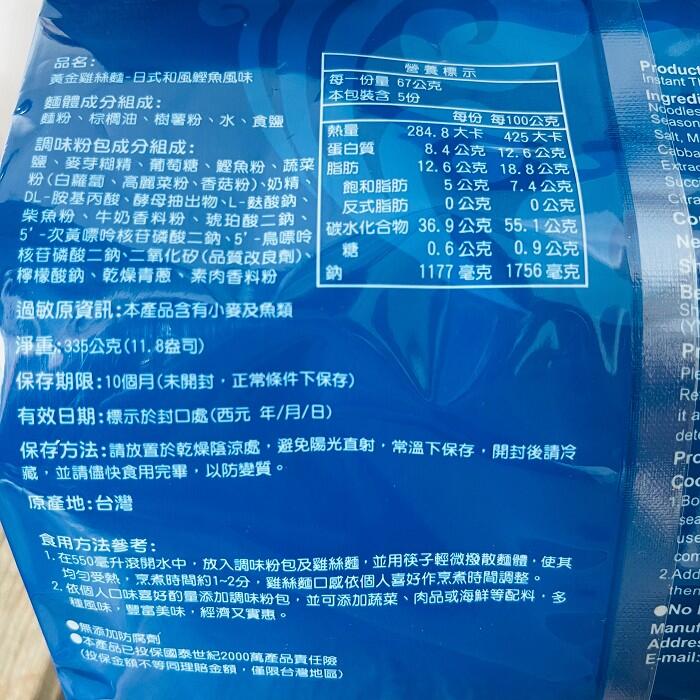 品名:
黃金雞絲麵-日式和風鰹魚風味
麵體成分組成:
麵粉、棕櫚油、樹薯粉、水、食鹽
調味粉包成分組成:
鹽、麥芽糊精、葡萄糖、鰹魚粉、蔬菜
粉(白蘿蔔、高麗菜粉、香菇粉)、奶精、
DL-胺基丙酸、酵母抽出物、L-麩酸鈉、
柴魚粉、牛奶香料粉、琥珀酸二鈉、
5'-次黃嘌呤核苷磷酸二鈉、5'-鳥嘌呤
核苷磷酸二鈉、二氧化矽(品質改良劑)、
檸檬酸鈉、乾燥青蔥、素肉香料粉
營養標示
每一份量 67公克
本包裝含 5份
每份 每100公克
熱量 284.8大卡 425大卡
蛋白質 8.4公克 12.6公克
脂肪 12.6公克 18.8公克
飽和脂肪 5公克 7.4公克
反式脂肪 0公克 0公克
碳水化合物 36.9公克 55.1公克
糖 0.6公克 0.9公克
鈉 1177毫克 1756毫克
過敏原資訊:本產品含有小麥及魚類
淨重:335公克(11.8盎司)
保存期限:10個月(未開封,正常條件下保存)
有效日期:標示於封口處(西元 年/月/日)
保存方法:請放置於乾燥陰涼處,避免陽光直射,常溫下保存,開封後請冷
藏,並請儘快食用完畢,以防變質。
原產地:台灣
食用方法參考:
1.在550毫升滾開水中,放入調味粉包及雞絲麵,並用筷子輕微撥散麵體,使其
均勻受熱,烹煮時間約1~2分,雞絲麵口感依個人喜好作烹煮時間調整。
2.依個人口味喜好酌量添加調味粉包,並可添加蔬菜、肉品或海鮮等配料,多
種風味,豐富美味,經濟又實惠。
●無添加防腐劑
●本產品已投保國泰世紀2000萬產品責任險
(投保金額不等同理賠金額,僅限台灣地區)
Product
Instant Th
Ingredi
Noodles
Season
Salt, M
Cabba
Extrac
Succi
Citra
Co
N
Pr
Ple
Re
it a
dete
Pro
Coo
1.Bo
sea
use
com
2.Add
then
●No
Manuf
Addres
E-mail: